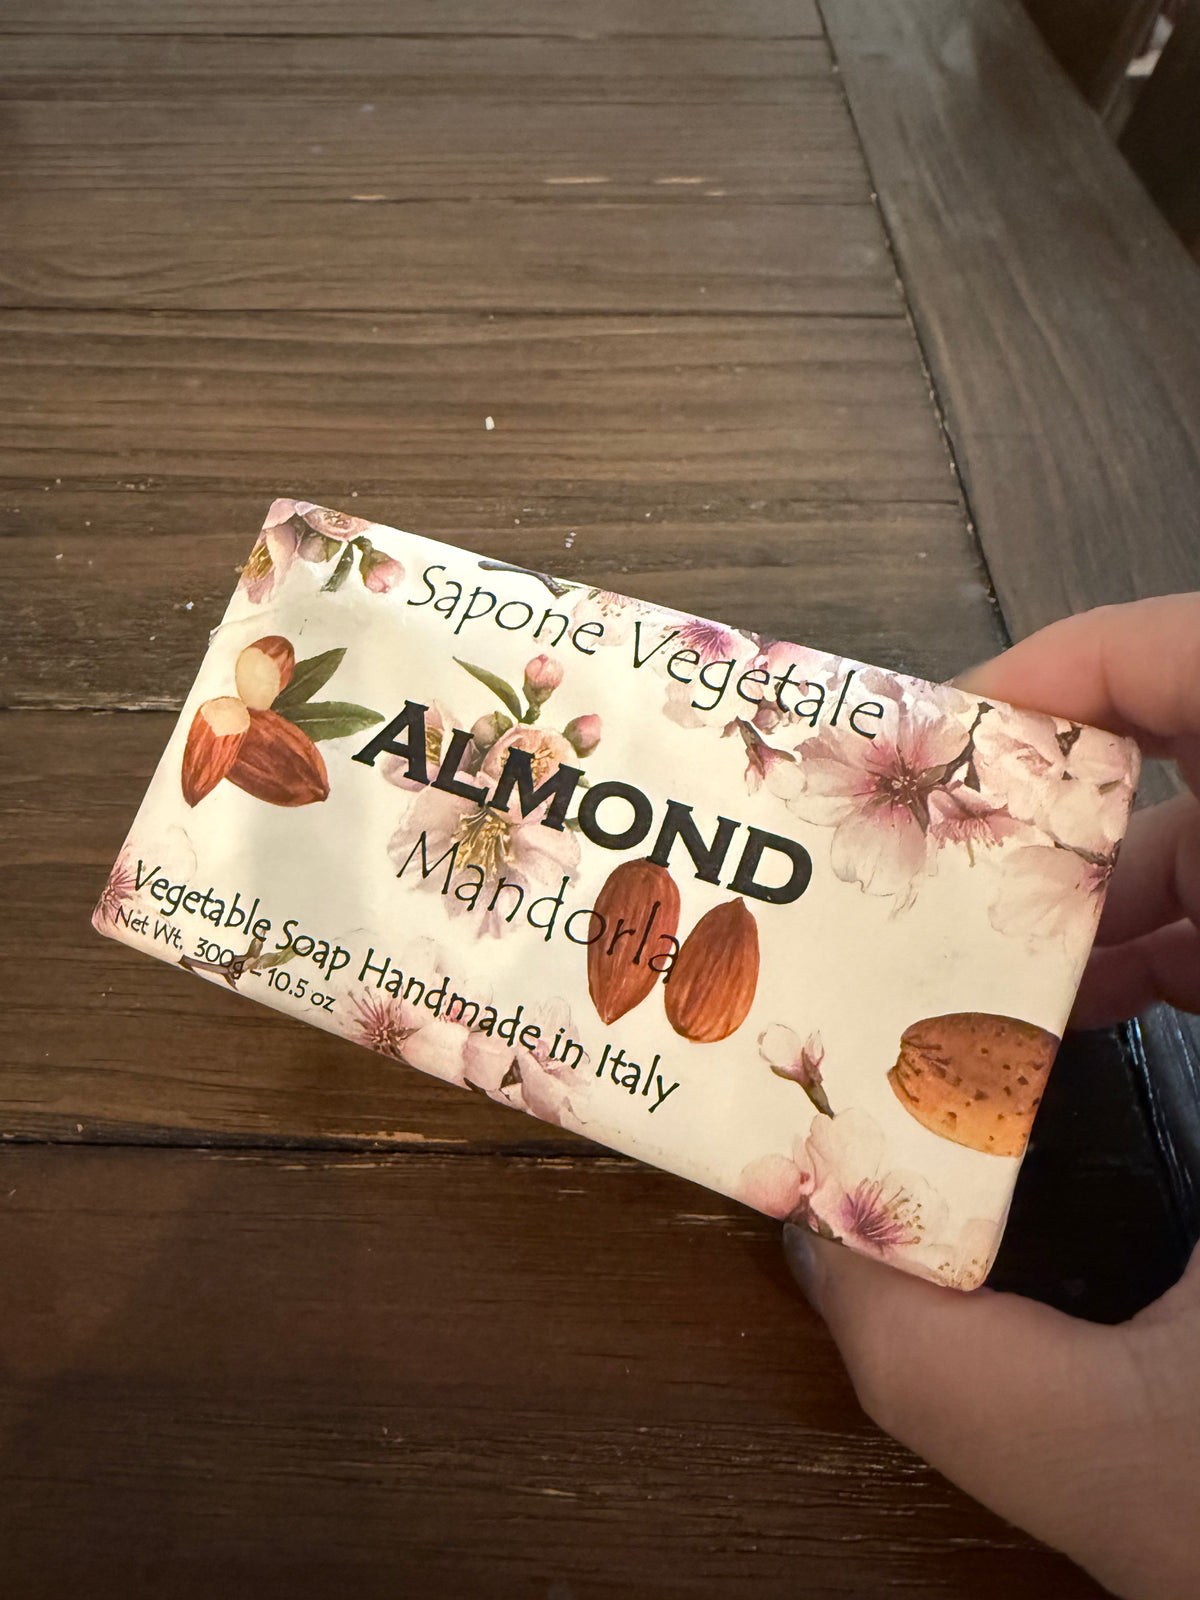 Sapone Vegetale
ALMOND
Mandorla
Vegetable Soap Handmade in Italy
Net Wt. 300g - 10.5 oz